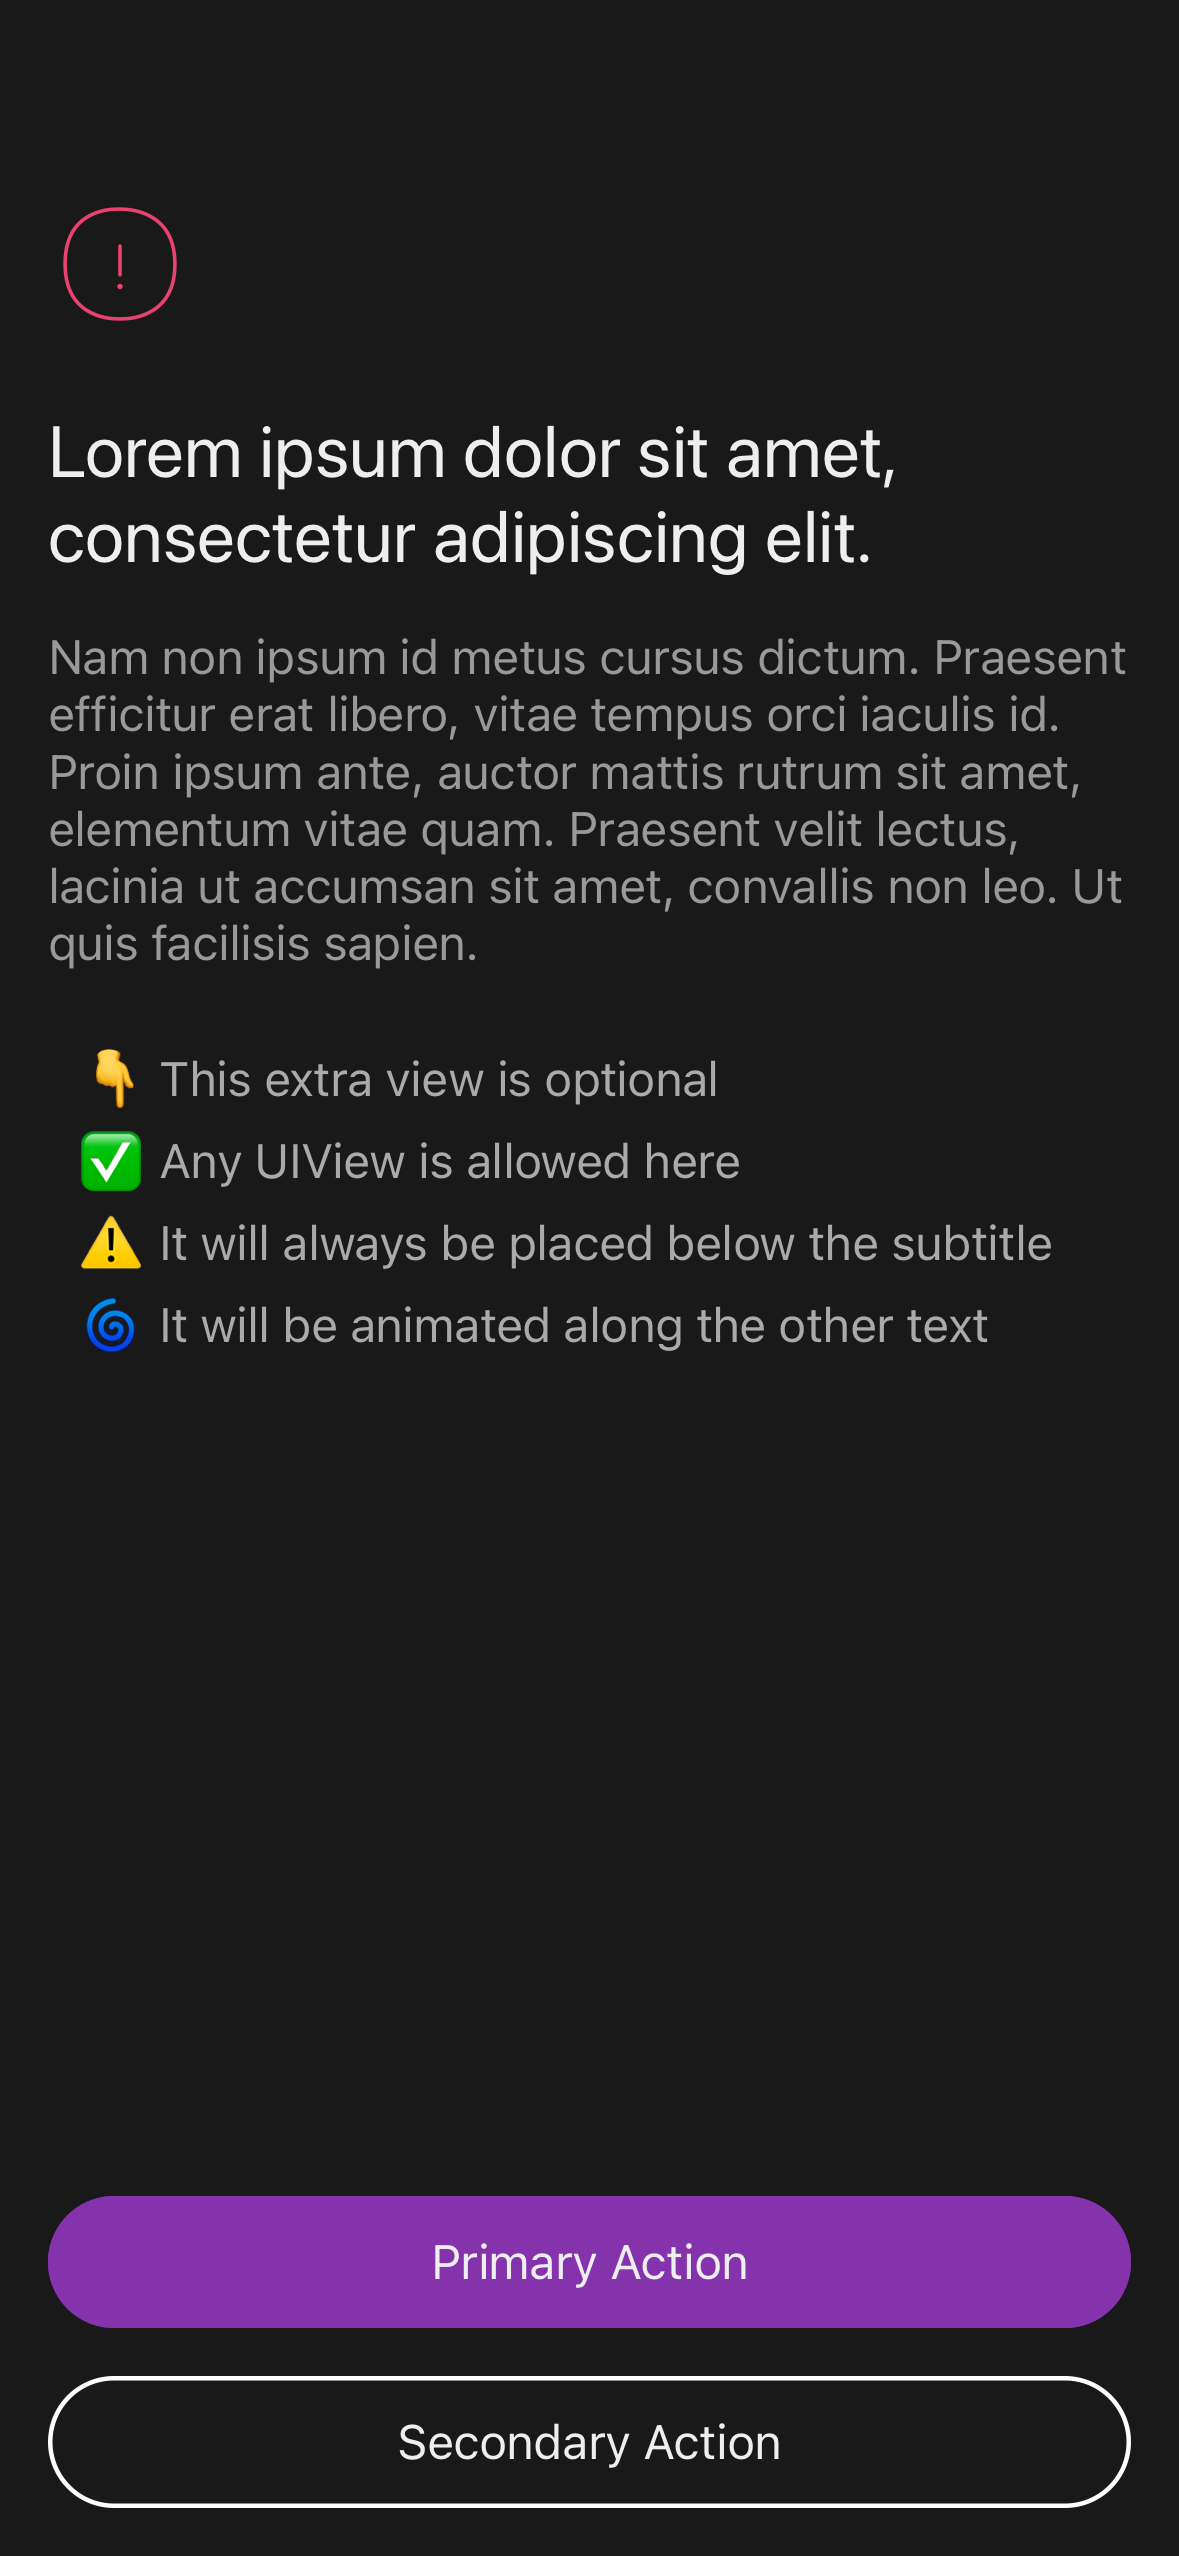 Lorem ipsum dolor sit amet,
consectetur adipiscing elit.
Nam non ipsum id metus cursus dictum. Praesent
efficitur erat libero, vitae tempus orci iaculis id.
Proin ipsum ante, auctor mattis rutrum sit amet,
elementum vitae quam. Praesent velit lectus,
lacinia ut accumsan sit amet, convallis non leo. Ut
quis facilisis sapien.
👇 This extra view is optional
✅ Any UIView is allowed here
⚠️ It will always be placed below the subtitle
🌀 It will be animated along the other text
Primary Action
Secondary Action